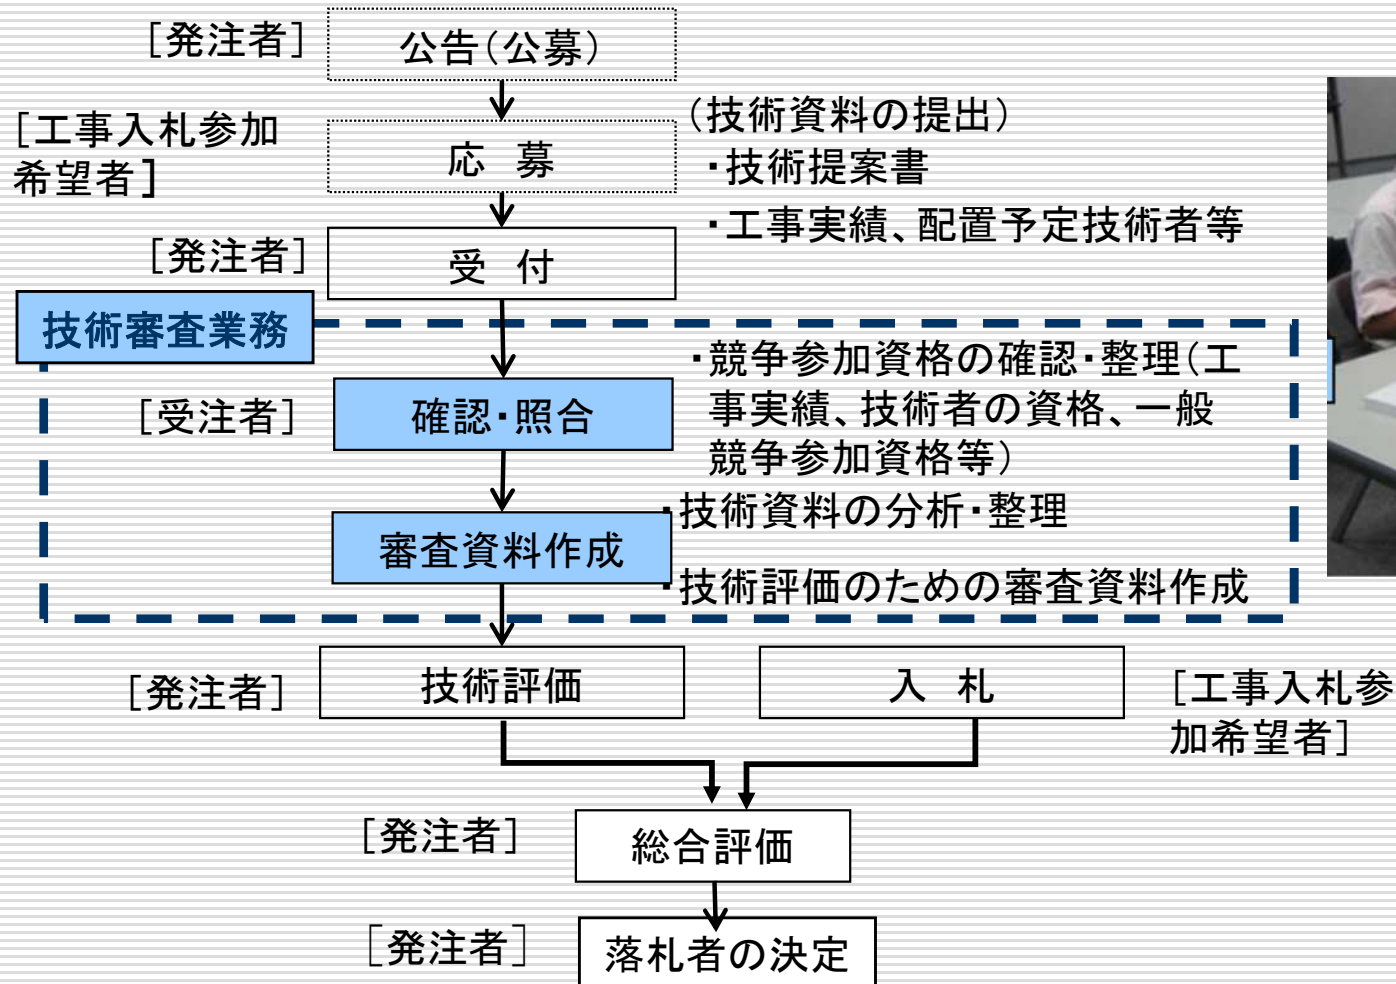 [発注者]
公告(公募)
[工事入札参加
希望者]
応 募
(技術資料の提出)
・技術提案書
・工事実績、配置予定技術者等
[発注者]
受 付
技術審査業務
[受注者]
確認・照合
・競争参加資格の確認・整理(工
事実績、技術者の資格、一般
競争参加資格等)
審査資料作成
・技術資料の分析・整理
・技術評価のための審査資料作成
[発注者]
技術評価
入 札
[工事入札参
加希望者]
[発注者]
総合評価
[発注者]
落札者の決定